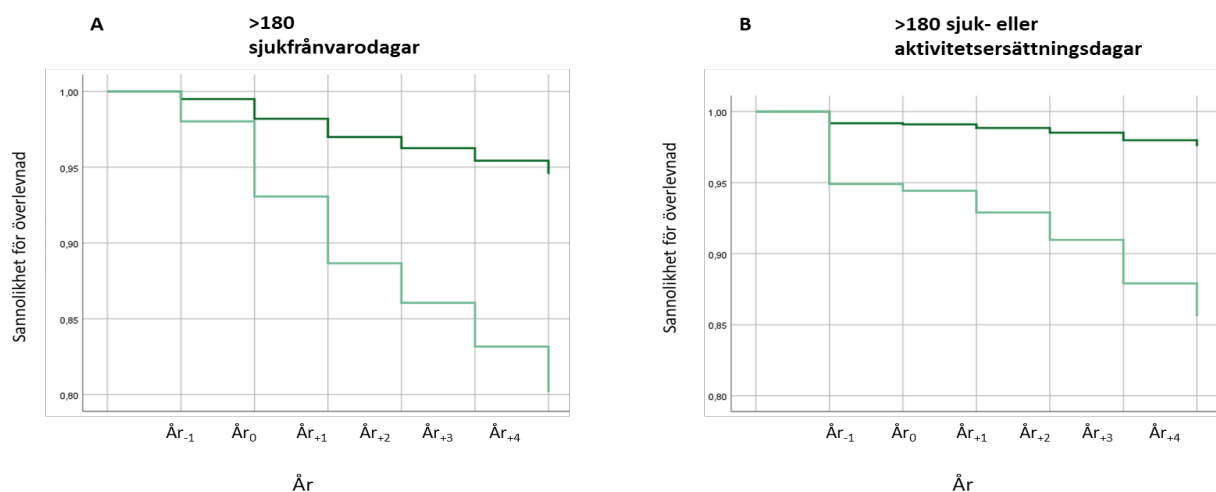 A
>180
sjukfrånvarodagar
1,00
0,95
0,90
0,85
0,80
Sannolikhet för överlevnad
År-1 År0 År+1 År+2 År+3 År+4
År
B
>180 sjuk- eller
aktivitetsersättningsdagar
1,00
0,95
0,90
0,85
0,80
Sannolikhet för överlevnad
År-1 År0 År+1 År+2 År+3 År+4
År